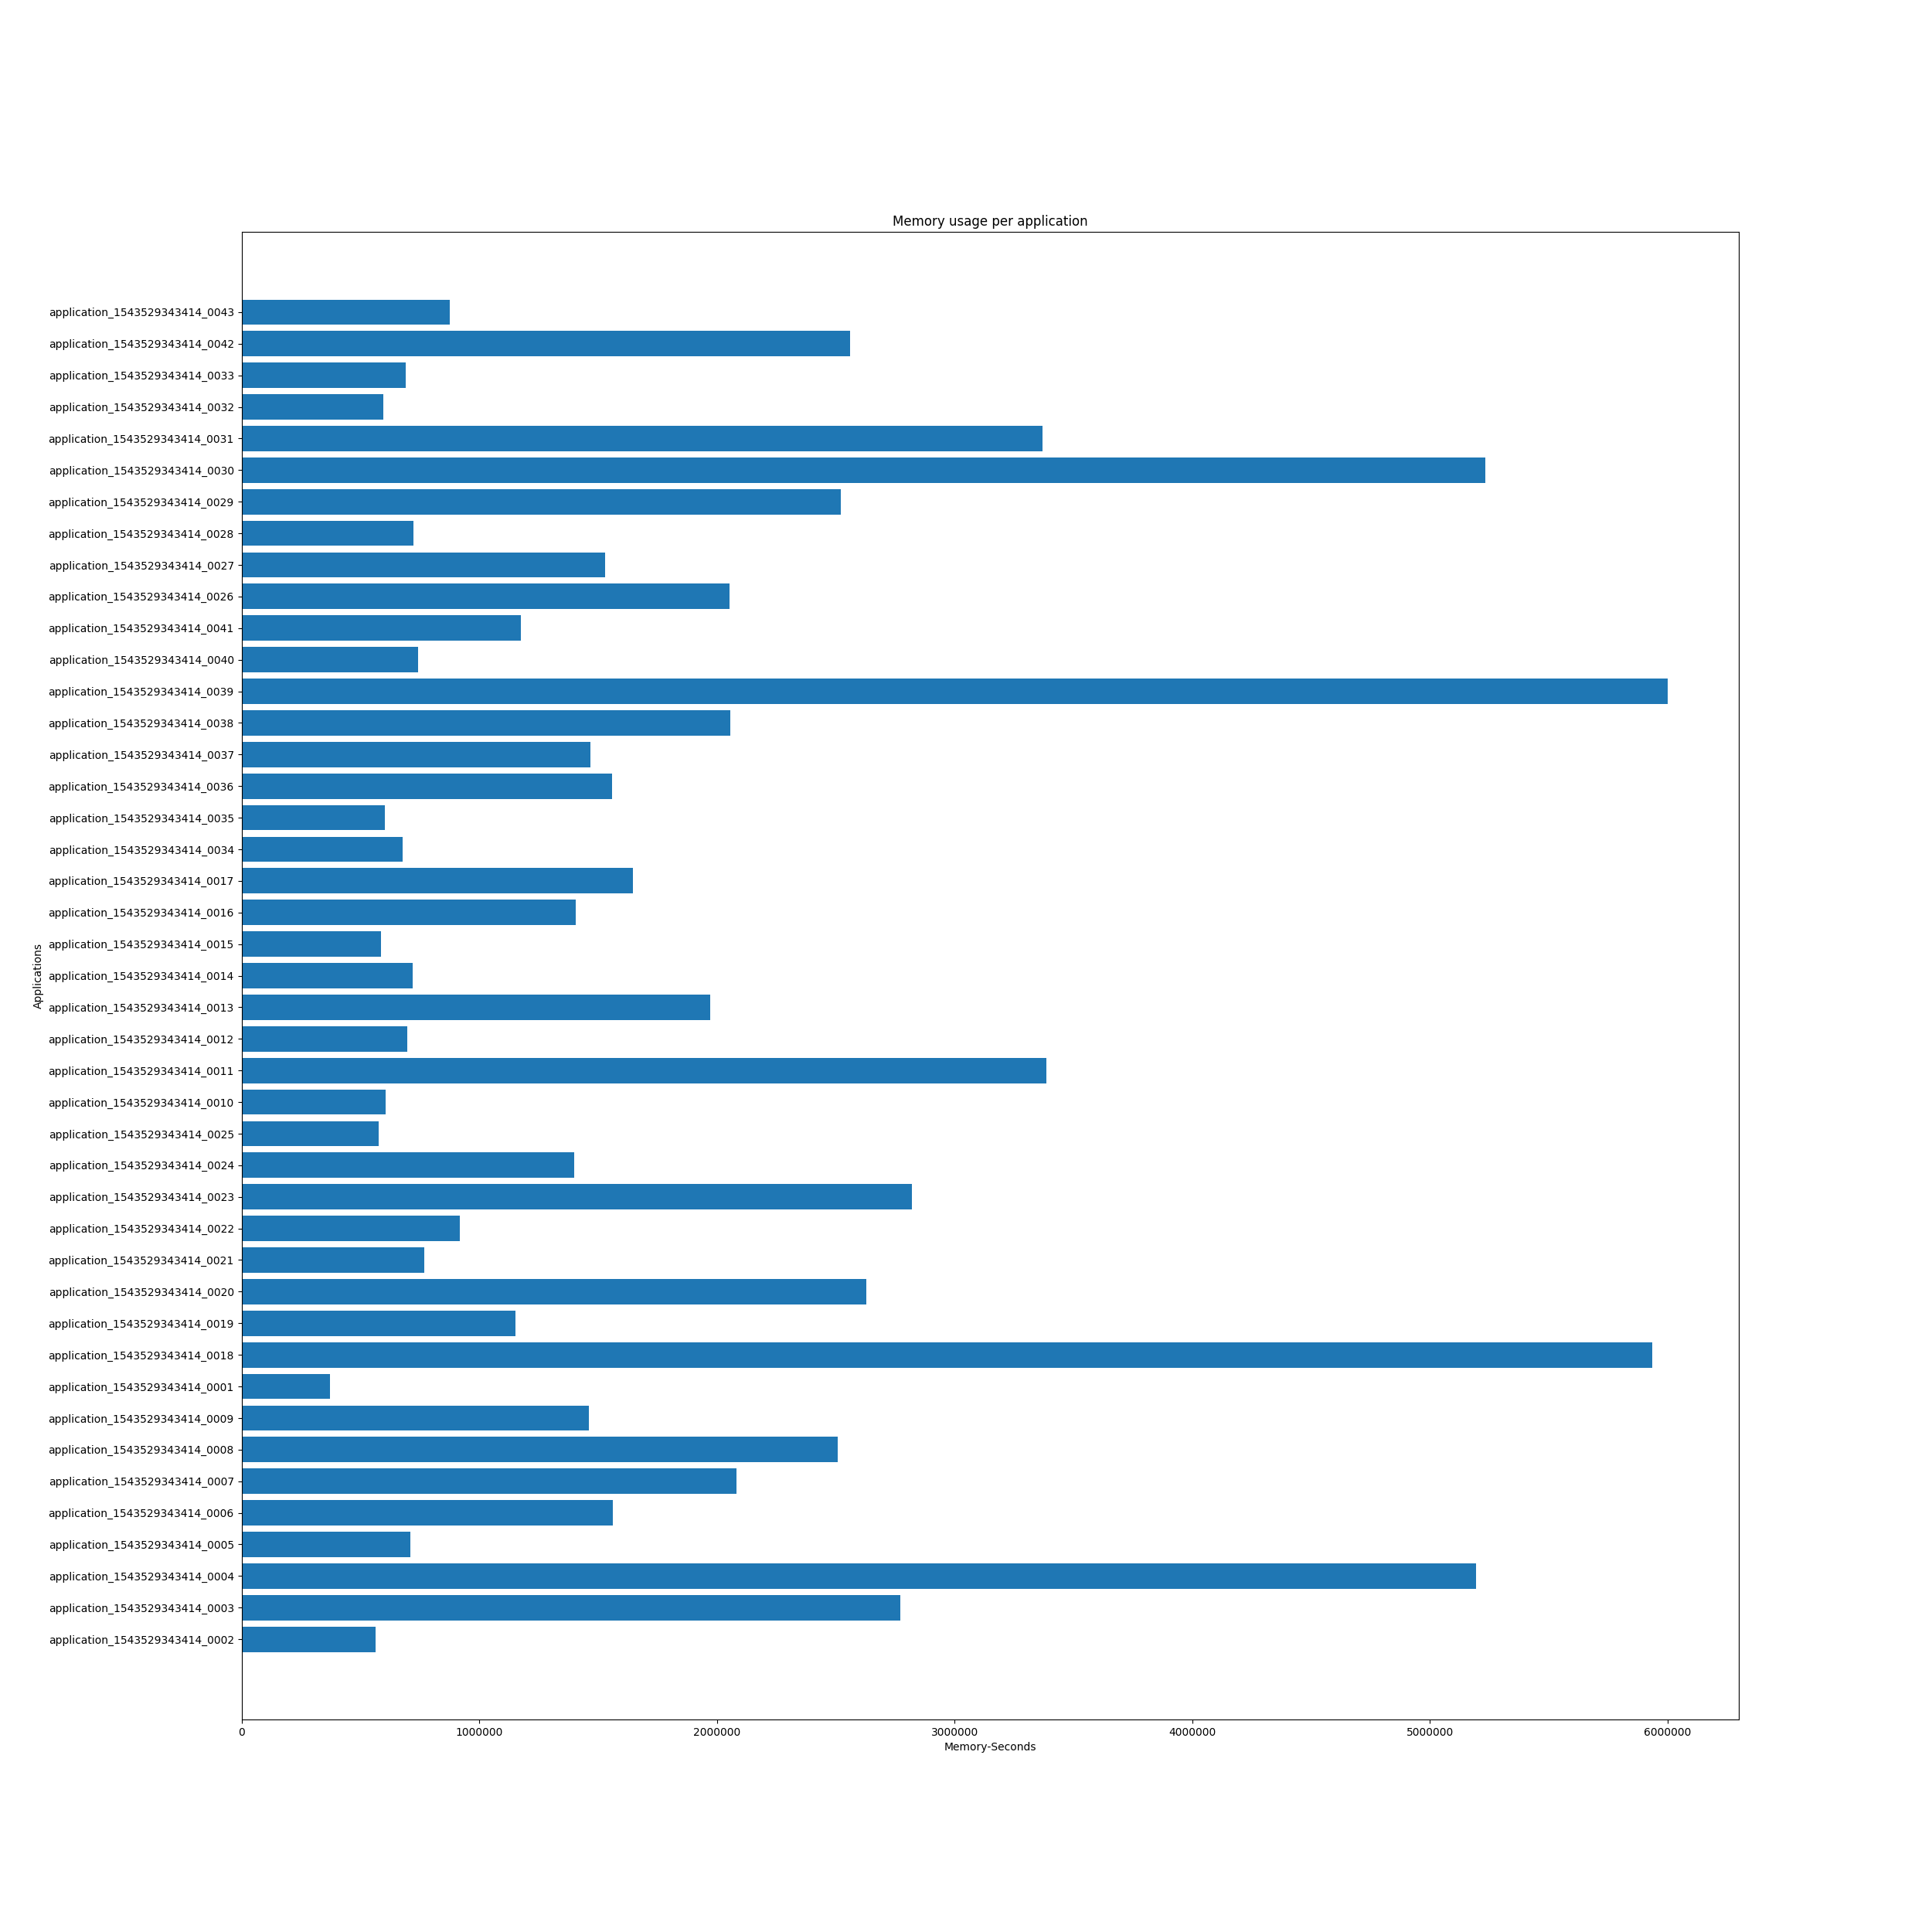 Memory usage per application
application_1543529343414_0043
application_1543529343414_0042
application_1543529343414_0033
application_1543529343414_0032
application_1543529343414_0031
application_1543529343414_0030
application_1543529343414_0029
application_1543529343414_0028
application_1543529343414_0027
application_1543529343414_0026
application_1543529343414_0041
application_1543529343414_0040
application_1543529343414_0039
application_1543529343414_0038
application_1543529343414_0037
application_1543529343414_0036
application_1543529343414_0035
application_1543529343414_0034
application_1543529343414_0017
application_1543529343414_0016
application_1543529343414_0015
application_1543529343414_0014
application_1543529343414_0013
application_1543529343414_0012
application_1543529343414_0011
application_1543529343414_0010
application_1543529343414_0025
application_1543529343414_0024
application_1543529343414_0023
application_1543529343414_0022
application_1543529343414_0021
application_1543529343414_0020
application_1543529343414_0019
application_1543529343414_0018
application_1543529343414_0001
application_1543529343414_0009
application_1543529343414_0008
application_1543529343414_0007
application_1543529343414_0006
application_1543529343414_0005
application_1543529343414_0004
application_1543529343414_0003
application_1543529343414_0002
Applications
0 1000000 2000000 3000000 4000000 5000000 6000000
Memory-Seconds